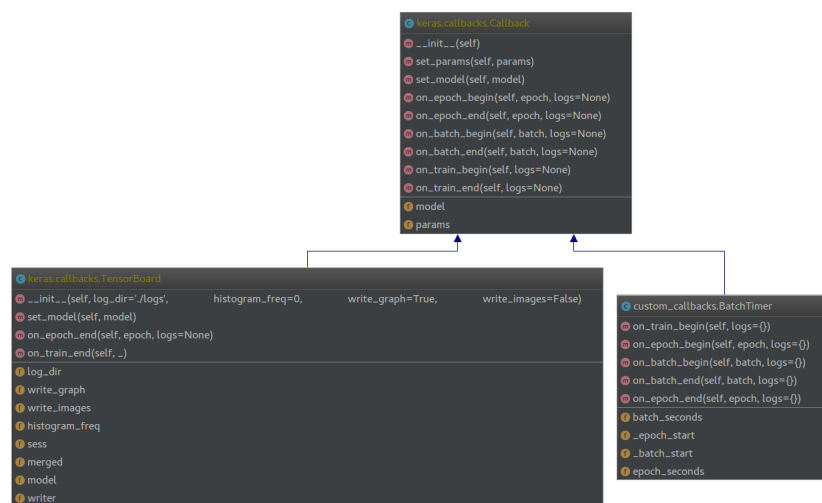 keras.callbacks.Callback
__init__(self)
set_params(self, params)
set_model(self, model)
on_epoch_begin(self, epoch, logs=None)
on_epoch_end(self, epoch, logs=None)
on_batch_begin(self, batch, logs=None)
on_batch_end(self, batch, logs=None)
on_train_begin(self, logs=None)
on_train_end(self, logs=None)
model
params
keras.callbacks.TensorBoard
__init__(self, log_dir='./logs', histogram_freq=0, write_graph=True, write_images=False)
set_model(self, model)
on_epoch_end(self, epoch, logs=None)
on_train_end(self, _)
log_dir
write_graph
write_images
histogram_freq
sess
merged
model
writer
custom_callbacks.BatchTimer
on_train_begin(self, logs={})
on_epoch_begin(self, epoch, logs={})
on_batch_begin(self, batch, logs={})
on_batch_end(self, batch, logs={})
on_epoch_end(self, epoch, logs={})
batch_seconds
_epoch_start
_batch_start
epoch_seconds